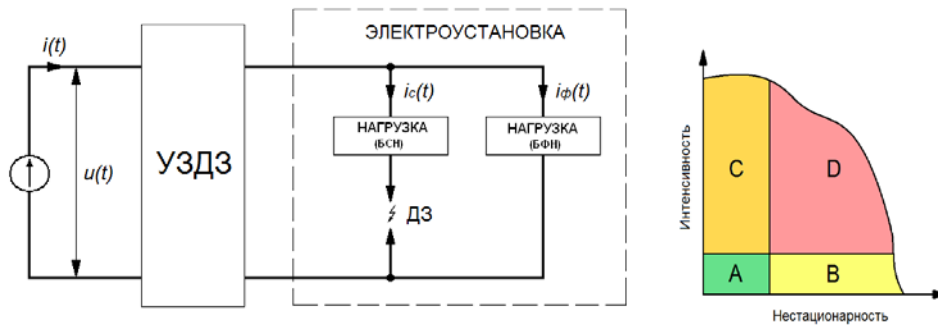 ЭЛЕКТРОУСТАНОВКА
i(t)
iс(t)
iф(t)
НАГРУЗКА
(БСН)
НАГРУЗКА
(БФН)
УЗДЗ
u(t)
ДЗ
Интенсивность
C
D
A
B
Нестационарность